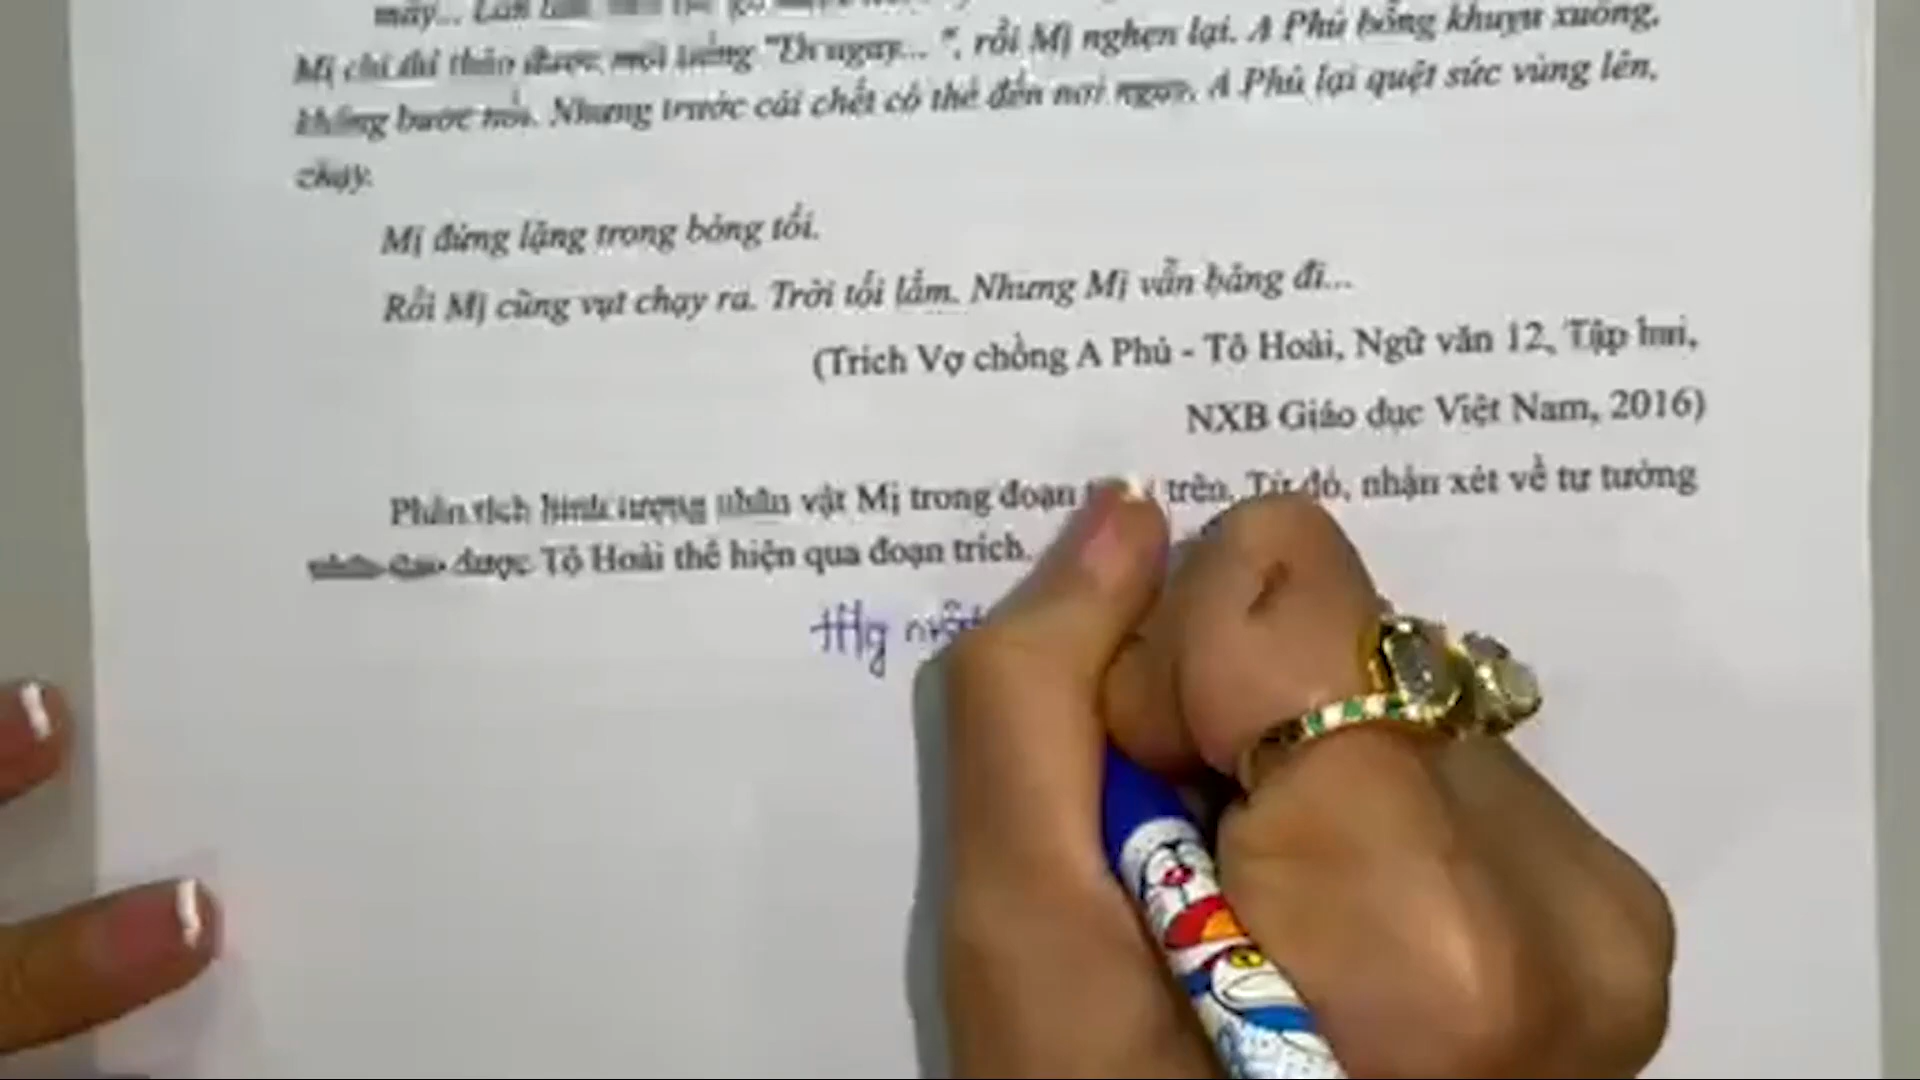 mấy...
Mị chỉ thì thào được một tiếng "Đi ngay... ", rồi Mị nghẹn lại. A Phủ bỗng khuỵu xuống,
không bước nổi. Nhưng trước cái chết có thể đến nơi ngay, A Phủ lại quật sức vùng lên,
chạy.
Mị đứng lặng trong bóng tối.
Rồi Mị cũng vụt chạy ra. Trời tối lắm. Nhưng Mị vẫn băng đi...
(Trích Vợ chồng A Phủ - Tô Hoài, Ngữ văn 12, Tập hai,
NXB Giáo dục Việt Nam, 2016)
Phân tích hình tượng nhân vật Mị trong đoạn trên. Từ đó, nhận xét về tư tưởng
được Tô Hoài thể hiện qua đoạn trích.